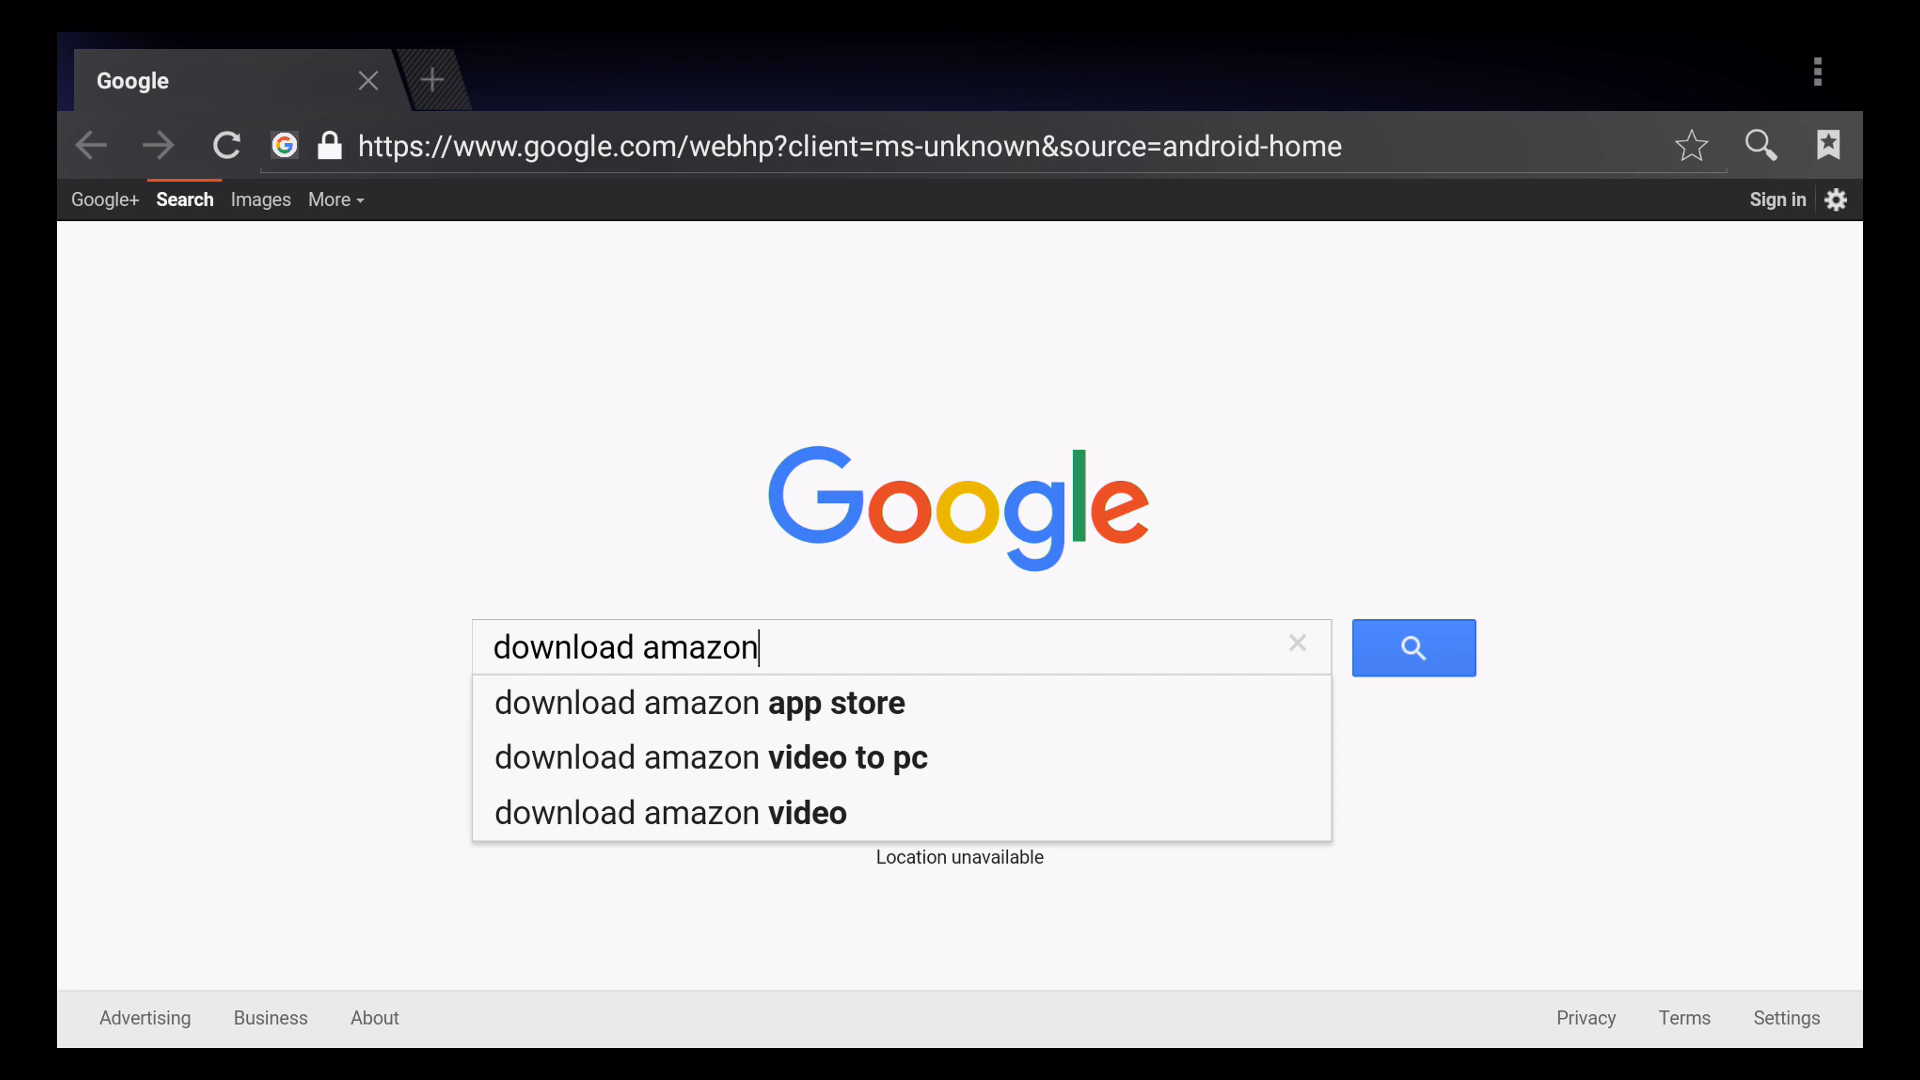 Google
https://www.google.com/webhp?client=ms-unknown&source=android-home
Google+ Search Images More Sign in
Google
download amazon
download amazon app store
download amazon video to pc
download amazon video
Location unavailable
Advertising Business About Privacy Terms Settings